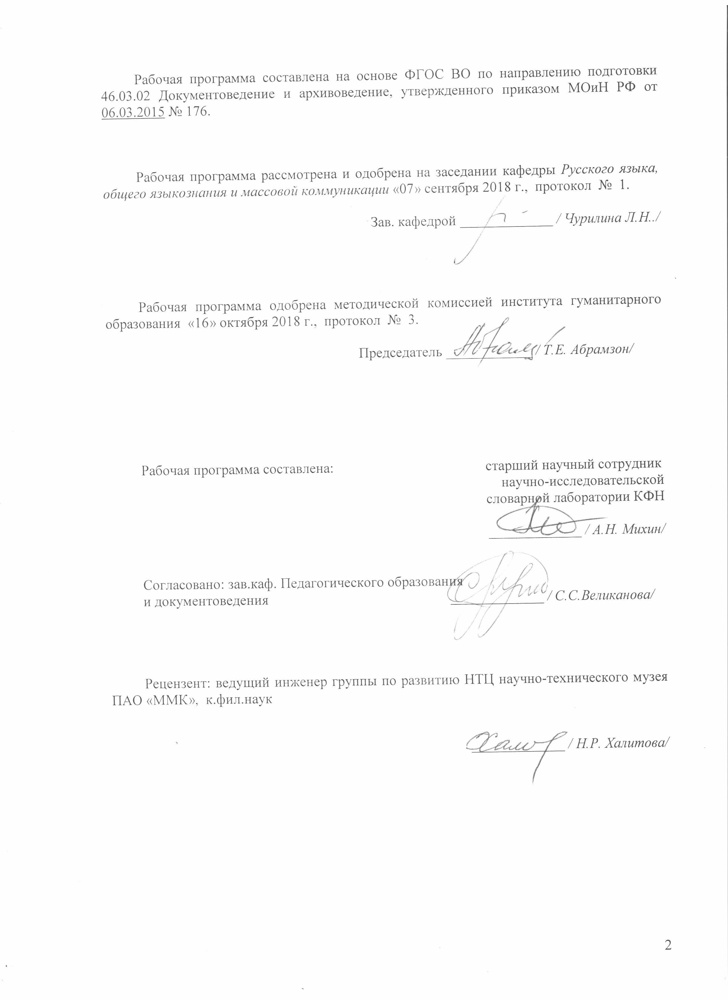 Рабочая программа составлена на основе ФГОС ВО по направлению подготовки
46.03.02 Документоведение и архивоведение, утвержденного приказом МОиН РФ от
06.03.2015 № 176.
Рабочая программа рассмотрена и одобрена на заседании кафедры Русского языка,
общего языкознания и массовой коммуникации «07» сентября 2018 г., протокол № 1.
Зав. кафедрой / Чурилина Л.Н../
Рабочая программа одобрена методической комиссией института гуманитарного
образования «16» октября 2018 г., протокол № 3.
Председатель / Т.Е. Абрамзон/
Рабочая программа составлена: старший научный сотрудник
научно-исследовательской
словарной лаборатории КФН
/ А.Н. Михин/
Согласовано: зав.каф. Педагогического образования
и документоведения / С.С.Великанова/
Рецензент: ведущий инженер группы по развитию НТЦ научно-технического музея
ПАО «ММК», к.фил.наук
/ Н.Р. Халитова/
2